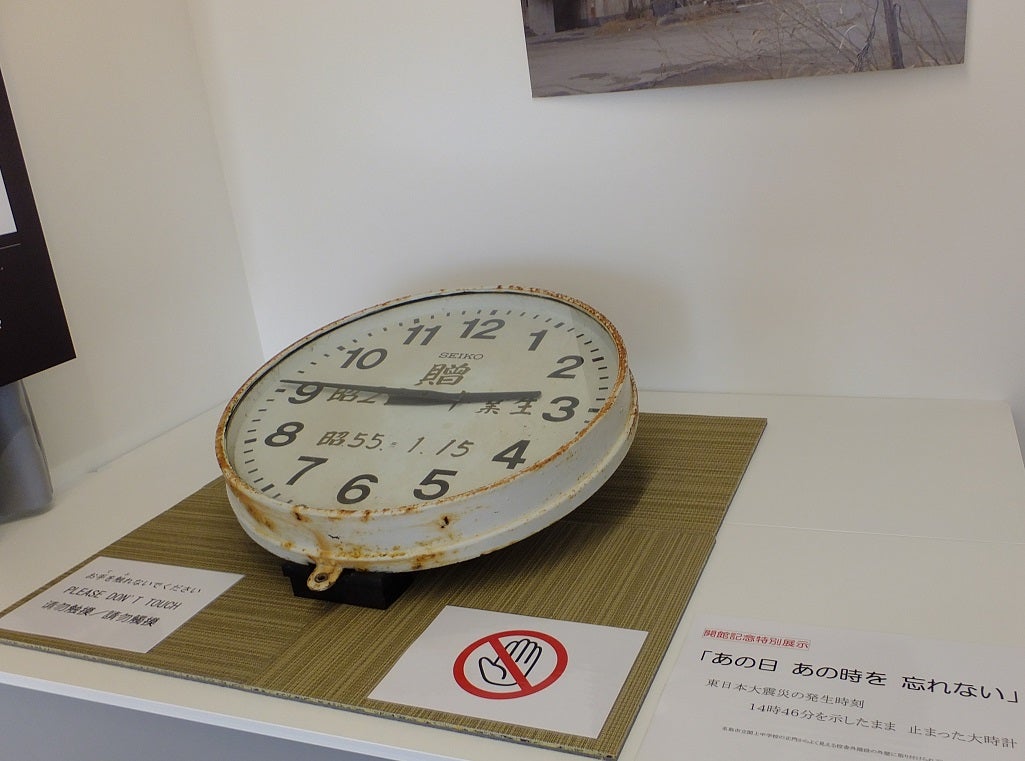 12
1
2
3
4
5
6
7
8
9
10
11
SEIKO
贈
昭 業生
昭55. 1. 15
お手を触れないでください
PLEASE DON'T TOUCH
请勿触摸／請勿觸摸
開館記念特別展示
「あの日 あの時を 忘れない」
東日本大震災の発生時刻
14時46分を示したまま 止まった大時計